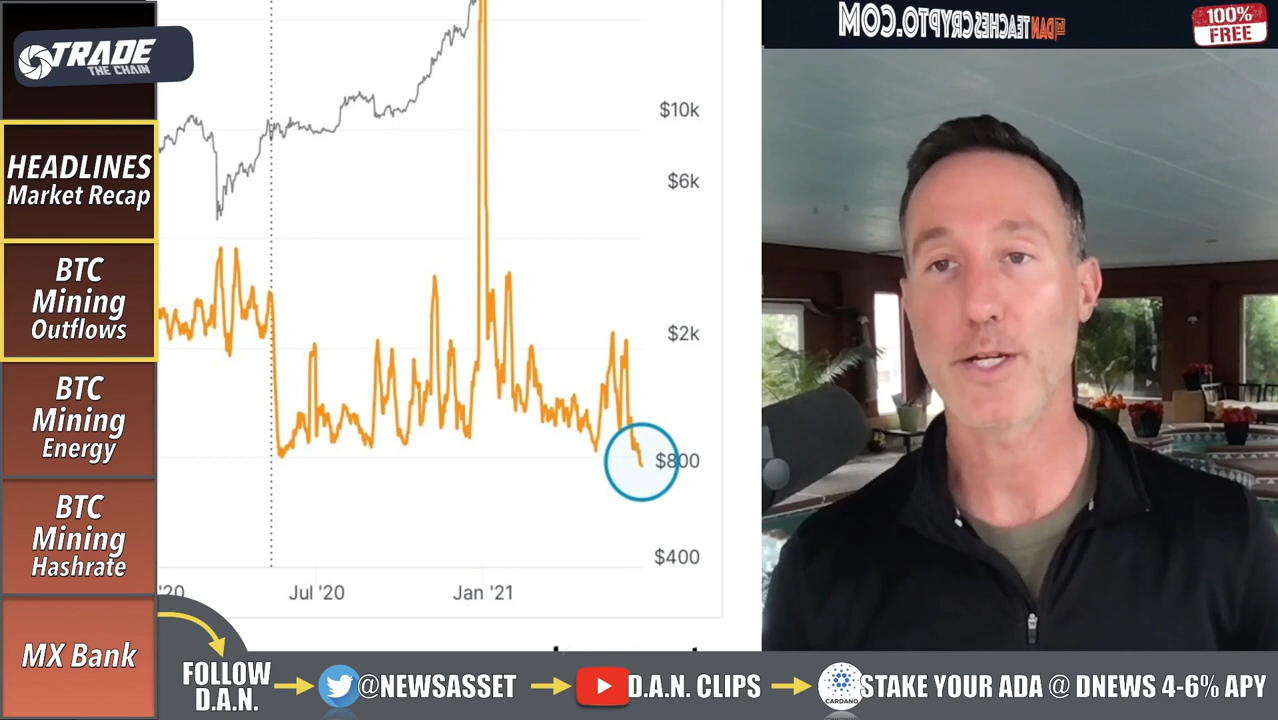 TRADE
THE CHAIN
HEADLINES
Market Recap
BTC
Mining
Outflows
BTC
Mining
Energy
BTC
Mining
Hashrate
MX Bank
$10k
$6k
$2k
$800
$400
'20
Jul '20
Jan '21
DANTEACHESCRYPTO.COM
100%
FREE
FOLLOW
D.A.N.
@NEWSASSET
D.A.N. CLIPS
CARDANO
STAKE YOUR ADA @ DNEWS 4-6% APY